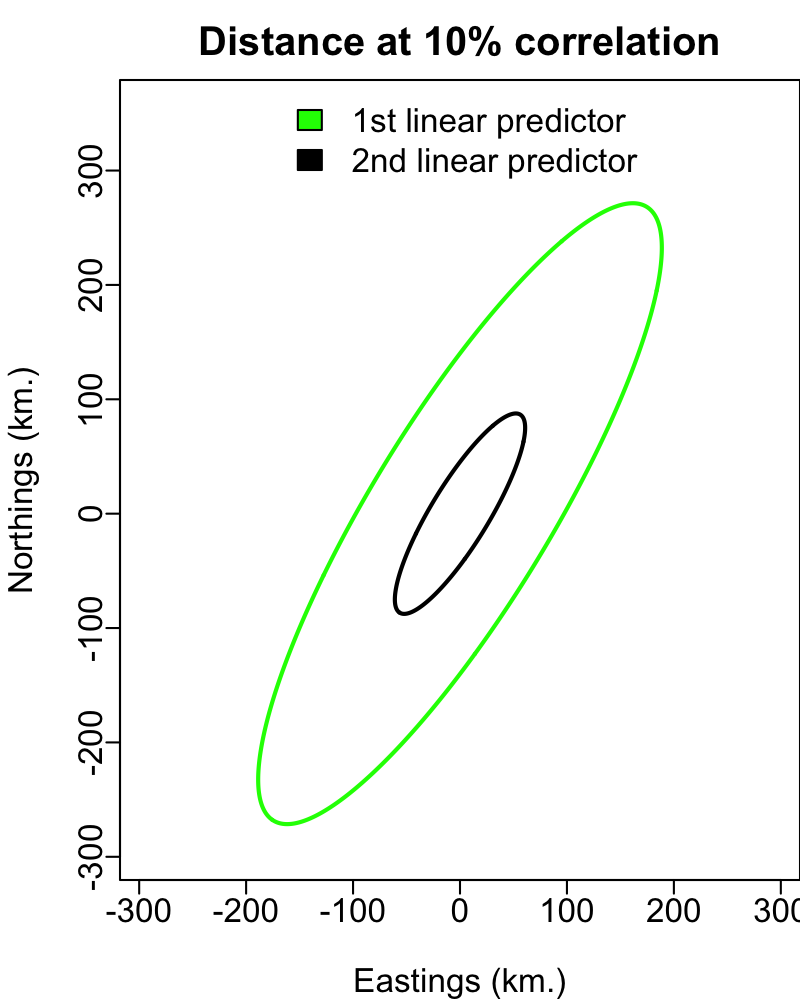 Distance at 10% correlation
1st linear predictor
2nd linear predictor
Northings (km.)
300
200
100
0
-100
-200
-300
-300 -200 -100 0 100 200 300
Eastings (km.)